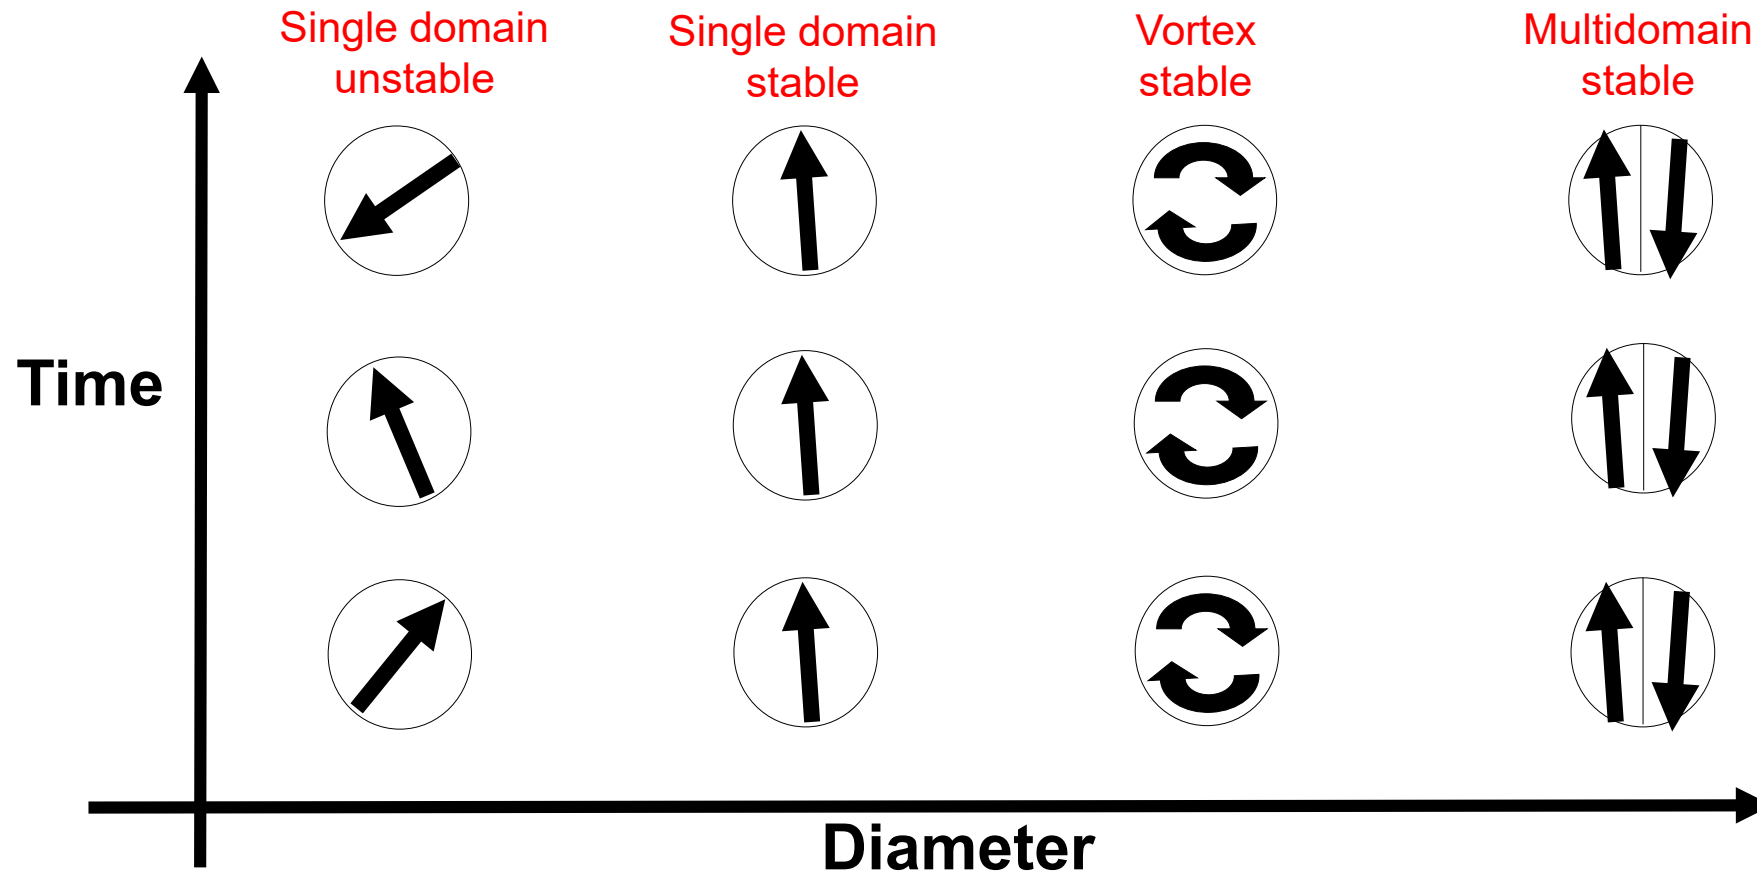 Single domain
unstable
Single domain
stable
Vortex
stable
Multidomain
stable
Time
Diameter